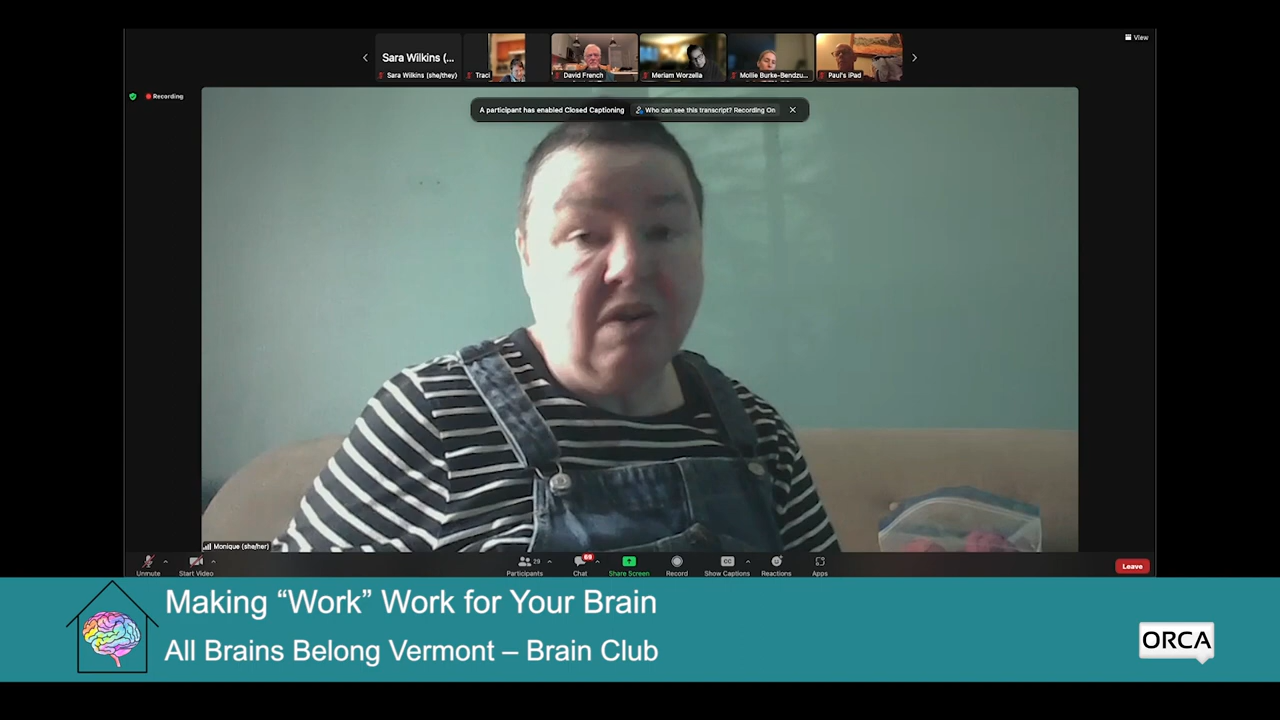 View
Sara Wilkins (...
Sara Wilkins (she/they)
Traci
David French
Meriam Worzella
Mollie Burke-Bendzu...
Paul's iPad
Recording
A participant has enabled Closed Captioning
Who can see this transcript? Recording On
Monique (she/her)
Unmute
Start Video
29
Participants
69
Chat
Share Screen
Record
CC
Show Captions
Reactions
Apps
Leave
Making “Work” Work for Your Brain
All Brains Belong Vermont – Brain Club
ORCA